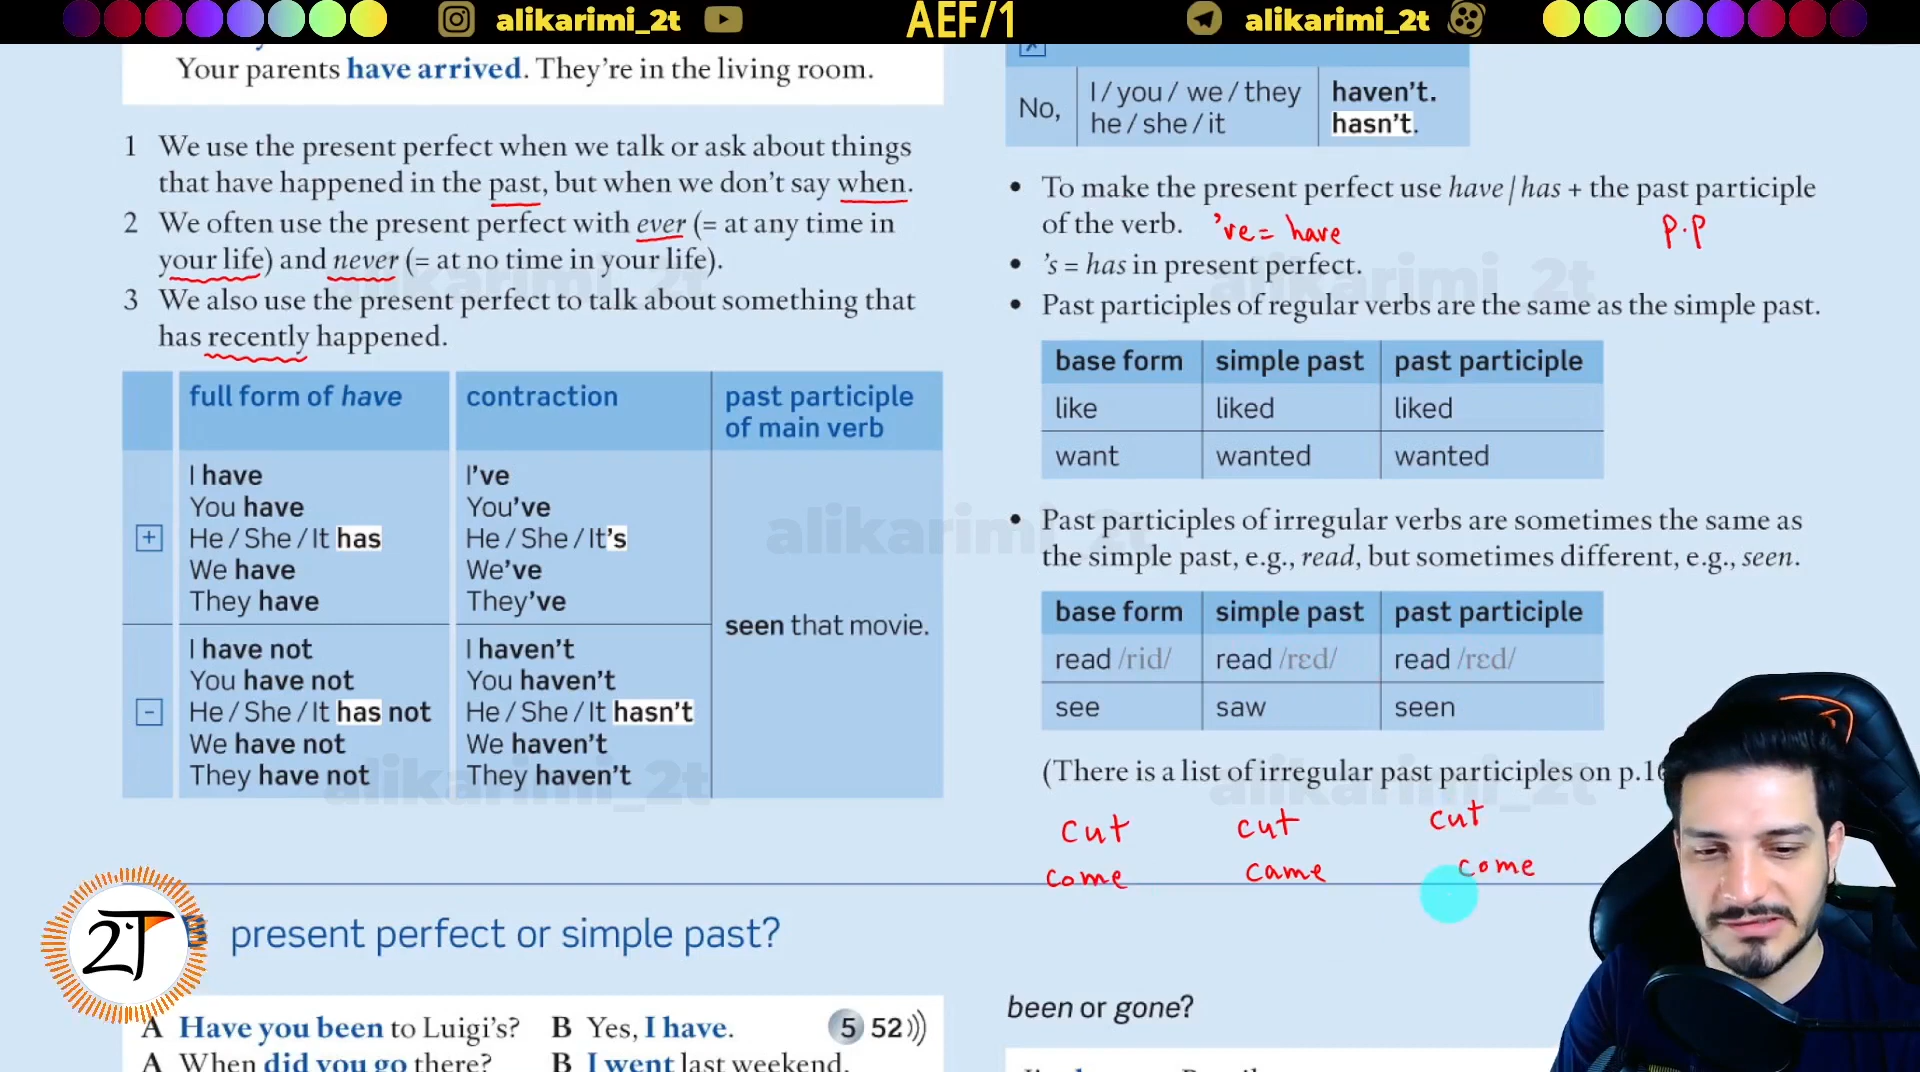 alikarimi_2t
AEF/1
alikarimi_2t
Your parents have arrived. They're in the living room.
1 We use the present perfect when we talk or ask about things
that have happened in the past, but when we don't say when.
2 We often use the present perfect with ever (= at any time in
your life) and never (= at no time in your life).
3 We also use the present perfect to talk about something that
has recently happened.
full form of have contraction past participle
of main verb
+
I have I've
You have You've
He / She / It has He / She / It's
We have We've
They have They've
seen that movie.
-
I have not I haven't
You have not You haven't
He / She / It has not He / She / It hasn't
We have not We haven't
They have not They haven't
alikarimi_2t
alikarimi_2t
alikarimi_2t
2T
present perfect or simple past?
A Have you been to Luigi's? B Yes, I have. 5 52
A When did you go there? B I went last weekend.
No, I / you / we / they haven't.
he / she / it hasn't.
• To make the present perfect use have / has + the past participle
of the verb. 've = have p.p
• 's = has in present perfect.
• Past participles of regular verbs are the same as the simple past.
base form simple past past participle
like liked liked
want wanted wanted
• Past participles of irregular verbs are sometimes the same as
the simple past, e.g., read, but sometimes different, e.g., seen.
base form simple past past participle
read /rid/ read /rɛd/ read /rɛd/
see saw seen
(There is a list of irregular past participles on
cut cut cut
come came come
alikarimi_2t
alikarimi_2t
been or gone?